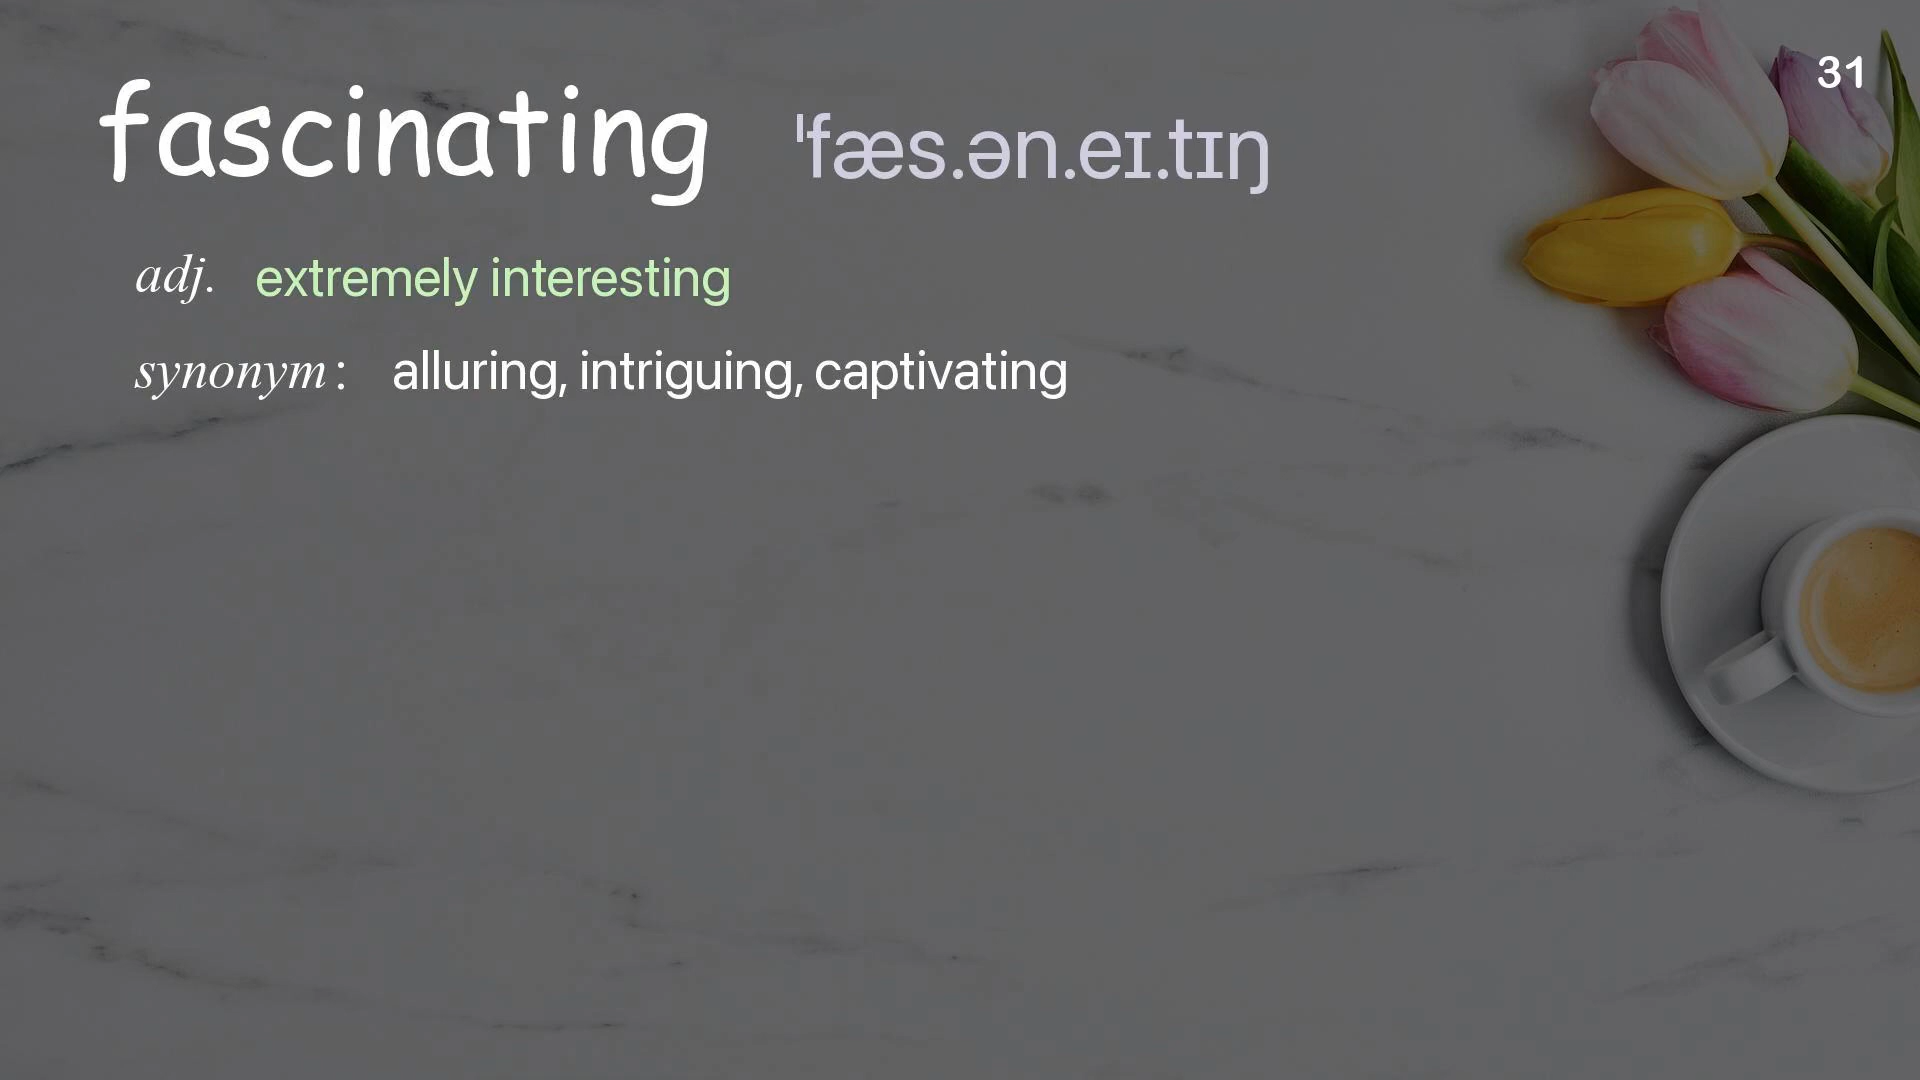 31
fascinating ˈfæs.ən.eɪ.tɪŋ
adj. extremely interesting
synonym : alluring, intriguing, captivating